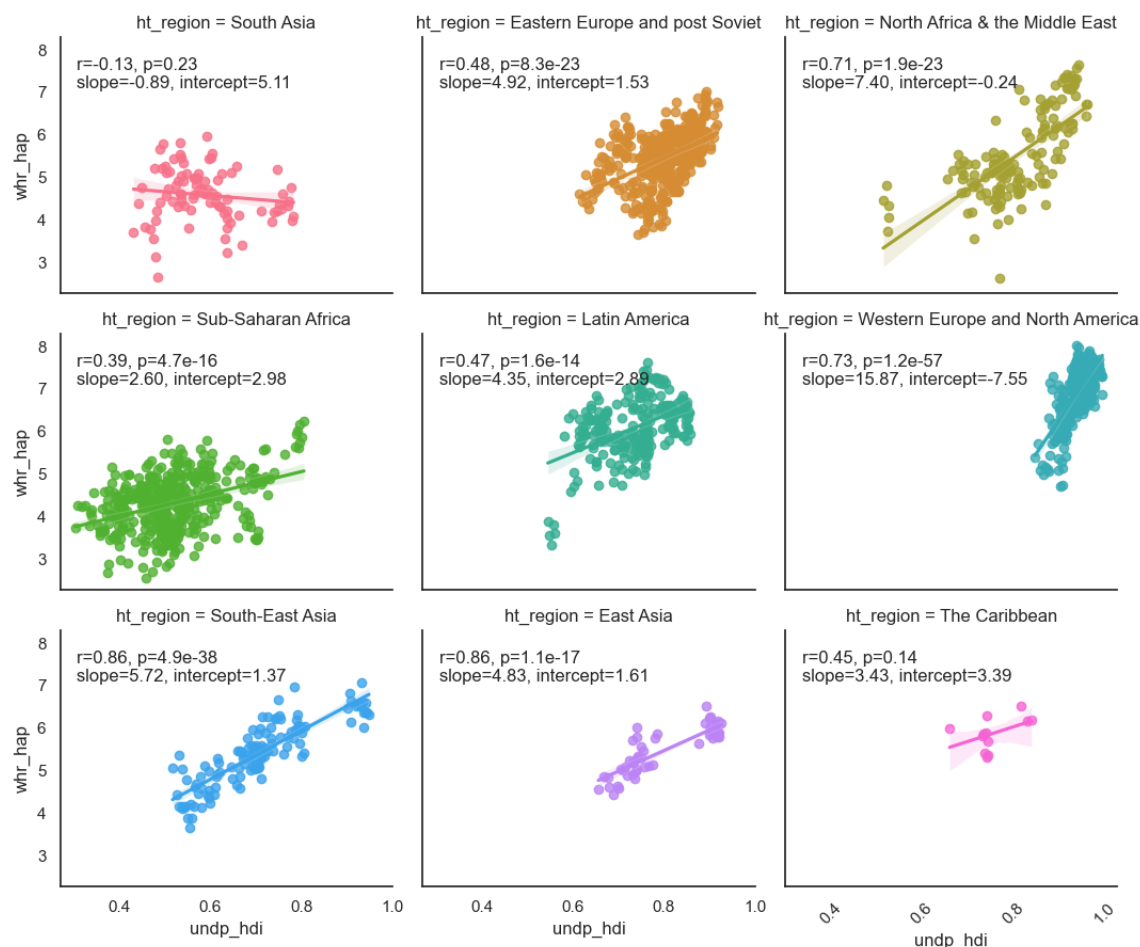 ht_region = South Asia
ht_region = Eastern Europe and post Soviet
ht_region = North Africa & the Middle East
8
7
6
5
4
3
whr_hap
r=-0.13, p=0.23
slope=-0.89, intercept=5.11
r=0.48, p=8.3e-23
slope=4.92, intercept=1.53
r=0.71, p=1.9e-23
slope=7.40, intercept=-0.24
ht_region = Sub-Saharan Africa
ht_region = Latin America
ht_region = Western Europe and North America
8
7
6
5
4
3
whr_hap
r=0.39, p=4.7e-16
slope=2.60, intercept=2.98
r=0.47, p=1.6e-14
slope=4.35, intercept=2.89
r=0.73, p=1.2e-57
slope=15.87, intercept=-7.55
ht_region = South-East Asia
ht_region = East Asia
ht_region = The Caribbean
8
7
6
5
4
3
whr_hap
r=0.86, p=4.9e-38
slope=5.72, intercept=1.37
r=0.86, p=1.1e-17
slope=4.83, intercept=1.61
r=0.45, p=0.14
slope=3.43, intercept=3.39
0.4 0.6 0.8 1.0
undp_hdi
0.4 0.6 0.8 1.0
undp_hdi
0.4 0.6 0.8 1.0
undp_hdi